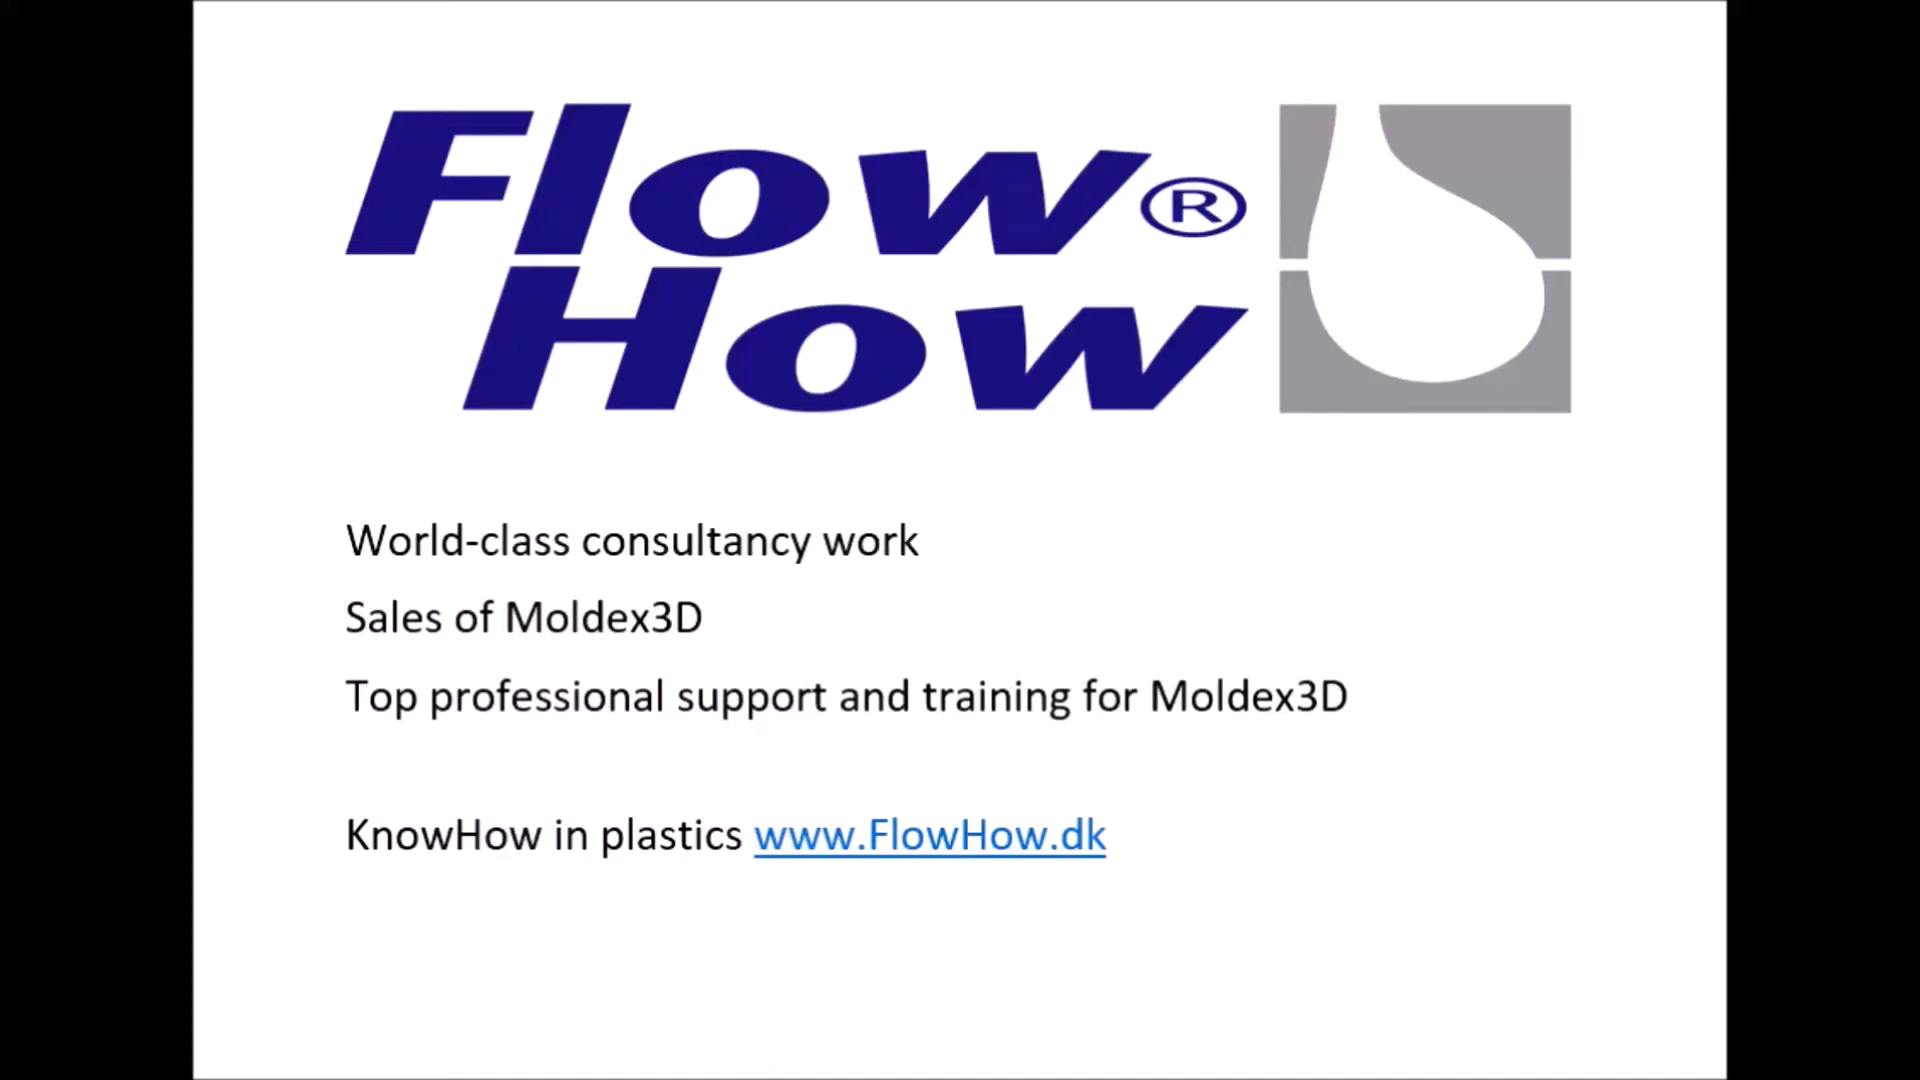 Flow®
How
World-class consultancy work
Sales of Moldex3D
Top professional support and training for Moldex3D
KnowHow in plastics www.FlowHow.dk